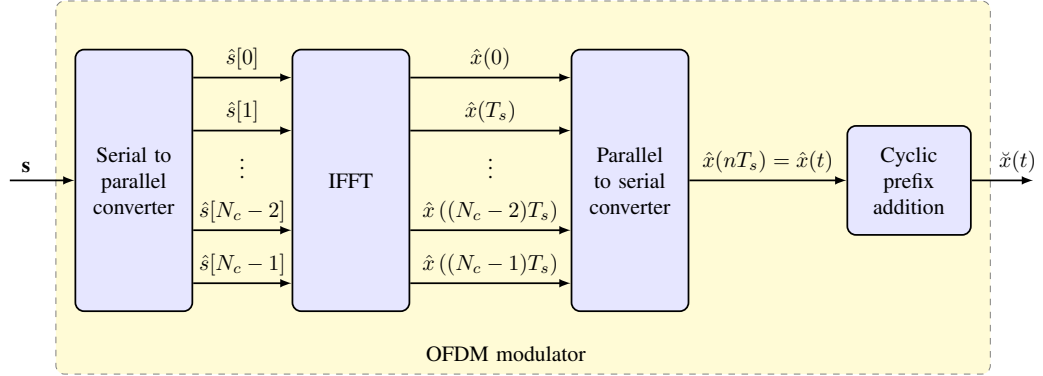 s
Serial to
parallel
converter
ŝ[0]
ŝ[1]
⋮
ŝ[N_c − 2]
ŝ[N_c − 1]
IFFT
x̂(0)
x̂(T_s)
⋮
x̂ ((N_c − 2)T_s)
x̂ ((N_c − 1)T_s)
Parallel
to serial
converter
x̂(nT_s) = x̂(t)
Cyclic
prefix
addition
x̆(t)
OFDM modulator